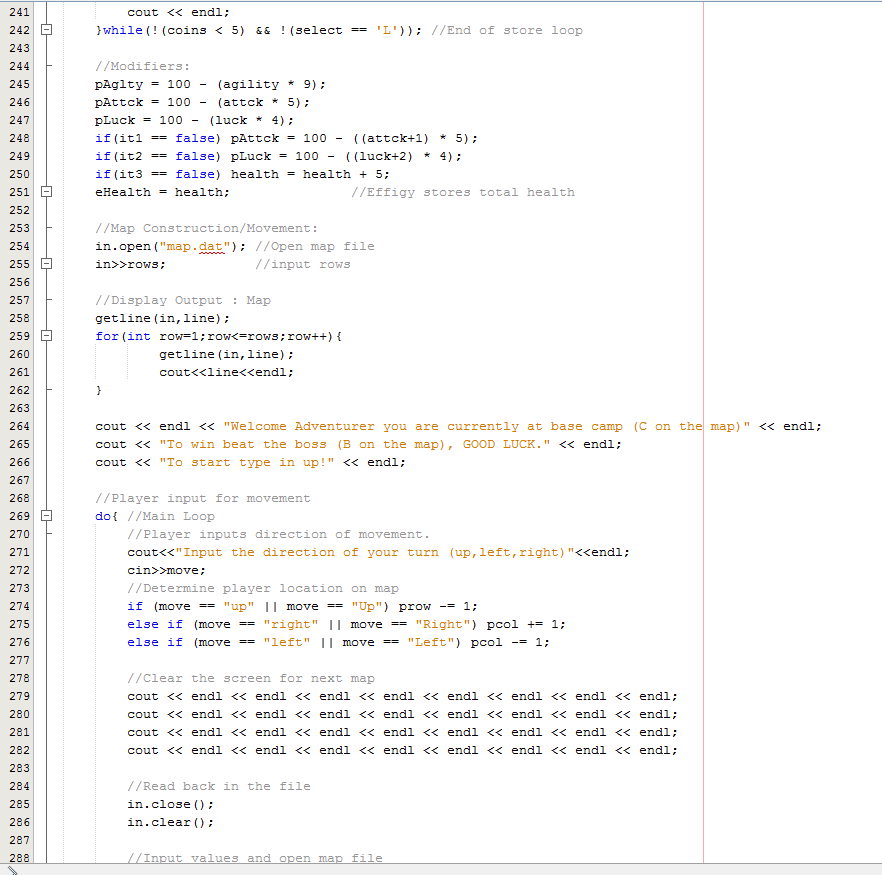 241 cout << endl;
242 }while(!(coins < 5) && !(select == 'L')); //End of store loop
243
244 //Modifiers:
245 pAglty = 100 - (agility * 9);
246 pAttck = 100 - (attck * 5);
247 pLuck = 100 - (luck * 4);
248 if(it1 == false) pAttck = 100 - ((attck+1) * 5);
249 if(it2 == false) pLuck = 100 - ((luck+2) * 4);
250 if(it3 == false) health = health + 5;
251 eHealth = health; //Effigy stores total health
252
253 //Map Construction/Movement:
254 in.open("map.dat"); //Open map file
255 in>>rows; //input rows
256
257 //Display Output : Map
258 getline(in,line);
259 for(int row=1;row<=rows;row++){
260 getline(in,line);
261 cout<<line<<endl;
262 }
263
264 cout << endl << "Welcome Adventurer you are currently at base camp (C on the map)" << endl;
265 cout << "To win beat the boss (B on the map), GOOD LUCK." << endl;
266 cout << "To start type in up!" << endl;
267
268 //Player input for movement
269 do{ //Main Loop
270 //Player inputs direction of movement.
271 cout<<"Input the direction of your turn (up,left,right)"<<endl;
272 cin>>move;
273 //Determine player location on map
274 if (move == "up" || move == "Up") prow -= 1;
275 else if (move == "right" || move == "Right") pcol += 1;
276 else if (move == "left" || move == "Left") pcol -= 1;
277
278 //Clear the screen for next map
279 cout << endl << endl << endl << endl << endl << endl << endl << endl;
280 cout << endl << endl << endl << endl << endl << endl << endl << endl;
281 cout << endl << endl << endl << endl << endl << endl << endl << endl;
282 cout << endl << endl << endl << endl << endl << endl << endl << endl;
283
284 //Read back in the file
285 in.close();
286 in.clear();
287
288 //Input values and open map file